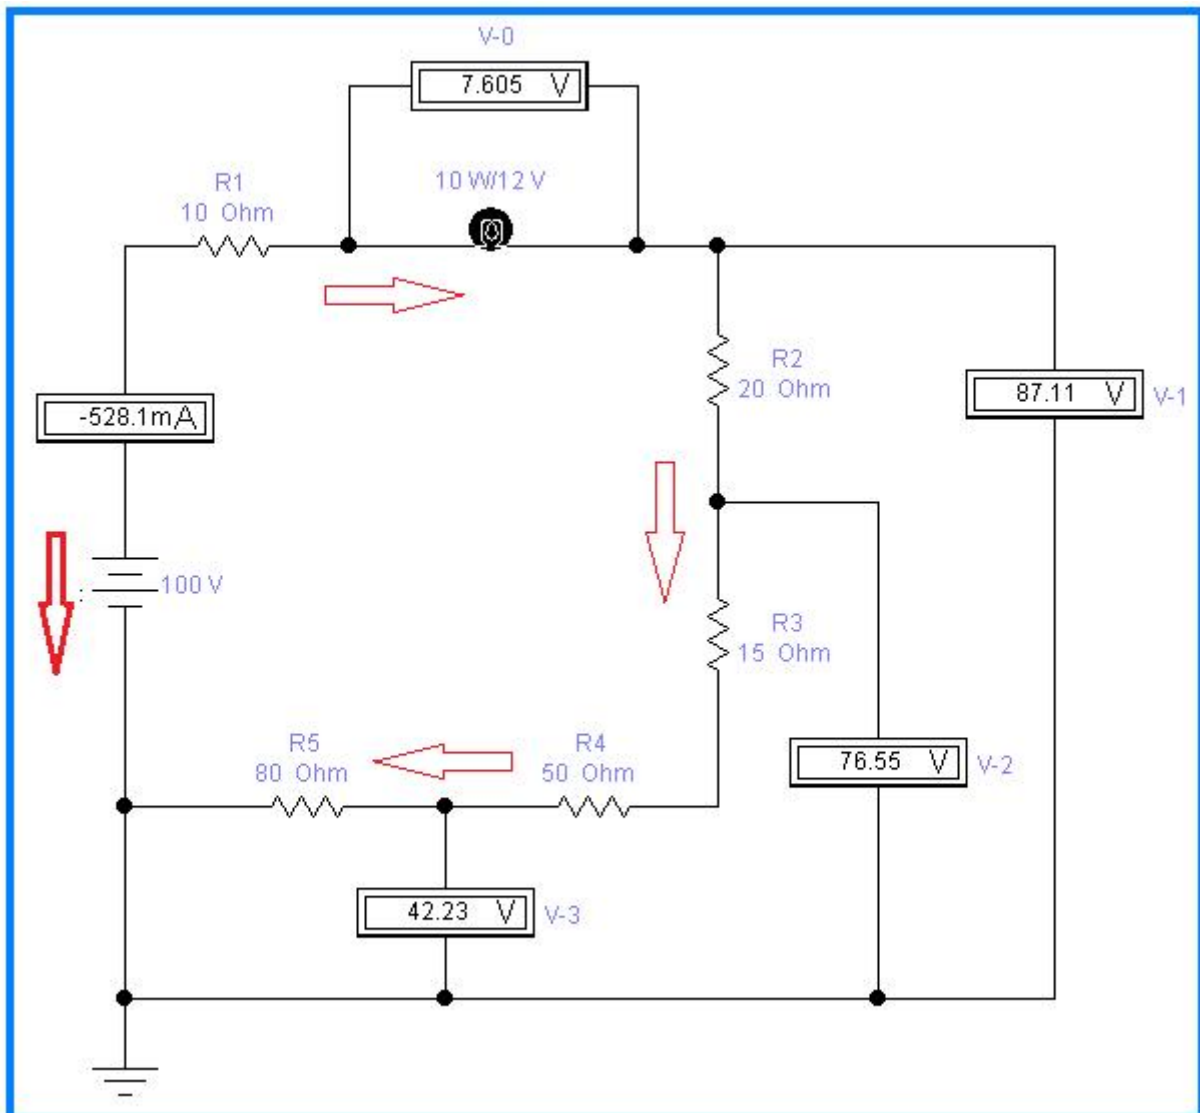 V-0
7.605 V
10 W/12 V
R1
10 Ohm
R2
20 Ohm
87.11 V
V-1
-528.1mA
100 V
R3
15 Ohm
R5
80 Ohm
R4
50 Ohm
76.55 V
V-2
42.23 V
V-3